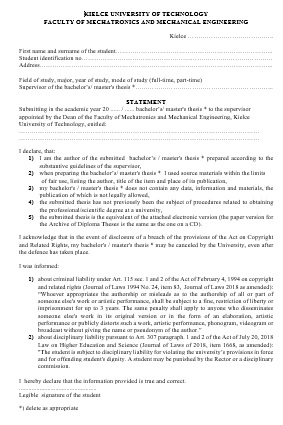 KIELCE UNIVERSITY OF TECHNOLOGY
FACULTY OF MECHATRONICS AND MECHANICAL ENGINEERING
Kielce ……………………………………
First name and surname of the student……………………………………………………………
Student identification no……………………………………………………………………………
Address…………………………………………………………………………………………………
Field of study, major, year of study, mode of study (full-time, part-time)
Supervisor of the bachelor's/ master's thesis *……………………………………………………
STATEMENT
Submitting in the academic year 20 ….. / ….. bachelor's/ master's thesis * to the supervisor
appointed by the Dean of the Faculty of Mechatronics and Mechanical Engineering, Kielce
University of Technology, entitled:
……………………………………………………………………………………………………
……………………………………………………………………………………………………
I declare, that:
1) I am the author of the submitted bachelor's / master's thesis * prepared according to the
substantive guidelines of the supervisor,
2) when preparing the bachelor's / master's thesis * I used source materials within the limits
of fair use, listing the author, title of the item and place of its publication,
3) my bachelor's / master's thesis * does not contain any data, information and materials, the
publication of which is not legally allowed,
4) the submitted thesis has not previously been the subject of procedures related to obtaining
the professional/scientific degree at a university,
5) the submitted thesis is the equivalent of the attached electronic version (the paper version for
the Archive of Diploma Theses is the same as the one on a CD).
I acknowledge that in the event of disclosure of a breach of the provisions of the Act on Copyright
and Related Rights, my bachelor's / master's thesis * may be canceled by the University, even after
the defence has taken place.
I was informed:
1) about criminal liability under Art. 115 sec. 1 and 2 of the Act of February 4, 1994 on copyright
and related rights (Journal of Laws 1994 No. 24, item 83, Journal of Laws 2018, as amended):
"Whoever appropriates the authorship or misleads as to the authorship of all or part of
someone else's work or artistic performance, shall be subject to a fine, restriction of liberty or
imprisonment for up to 3 years. The same penalty shall apply to anyone who disseminates
someone else's work in its original version or in the form of an elaboration, artistic
performance or publicly distorts such a work, artistic performance, phonogram, videogram or
broadcast without giving the name or pseudonym of the author."
2) about disciplinary liability pursuant to Art. 307 paragraph. 1 and 2 of the Act of July 20, 2018
Law on Higher Education and Science (Journal of Laws of 2018, item 1668, as amended):
"The student is subject to disciplinary liability for violating the university's provisions in force
and for offending student's dignity. A student may be punished by the Rector or a disciplinary
commission.
I hereby declare that the information provided is true and correct.
……………………………………
Legible signature of the student
*) delete as appropriate